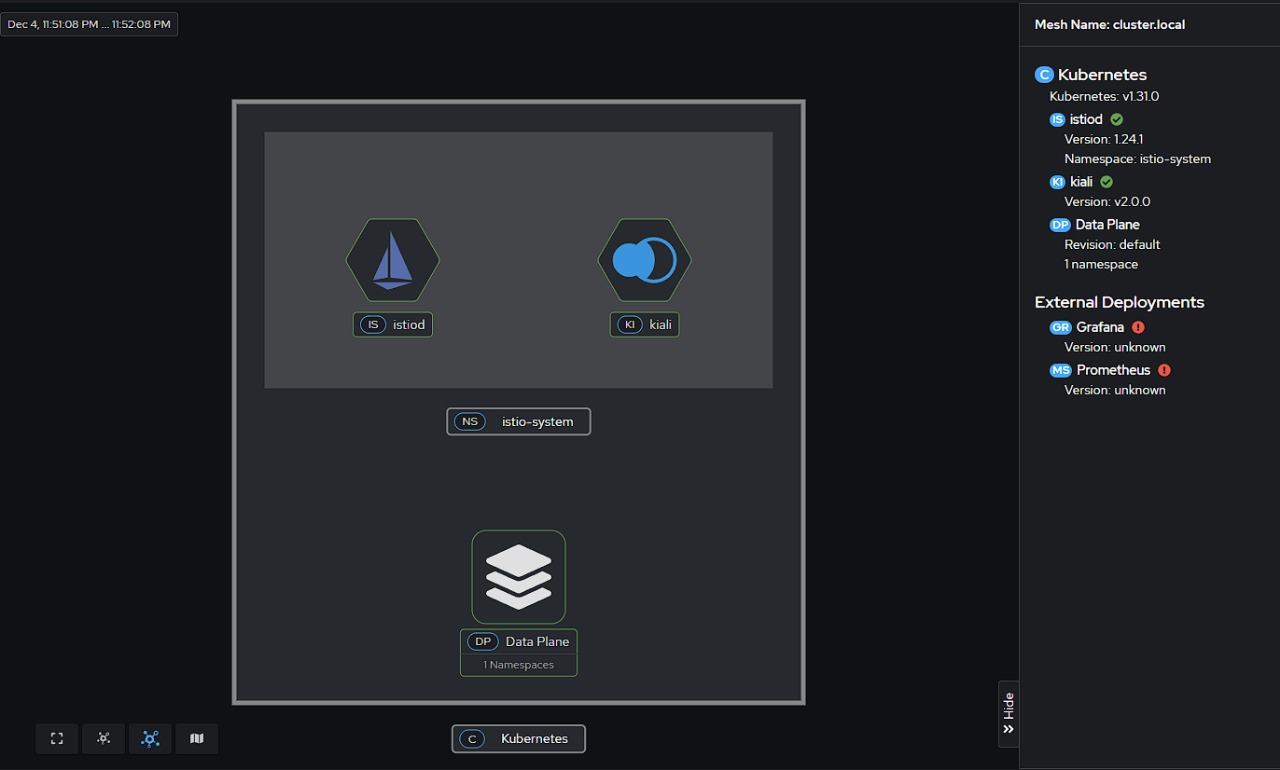 Dec 4, 11:51:08 PM ... 11:52:08 PM
IS istiod
KI kiali
NS istio-system
DP Data Plane
1 Namespaces
C Kubernetes
Hide
Mesh Name: cluster.local
C Kubernetes
Kubernetes: v1.31.0
IS istiod
Version: 1.24.1
Namespace: istio-system
KI kiali
Version: v2.0.0
DP Data Plane
Revision: default
1 namespace
External Deployments
GR Grafana
Version: unknown
MS Prometheus
Version: unknown